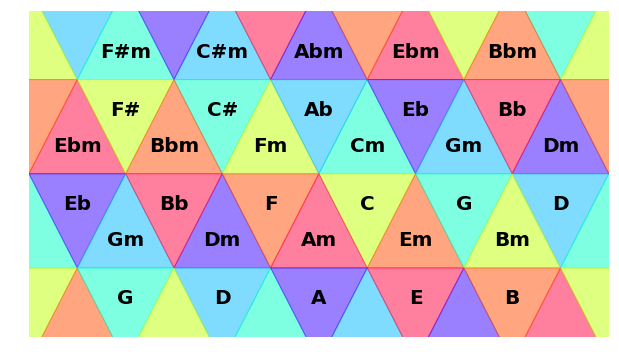 F#m C#m Abm Ebm Bbm
F# C# Ab Eb Bb
Ebm Bbm Fm Cm Gm Dm
Eb Bb F C G D
Gm Dm Am Em Bm
G D A E B